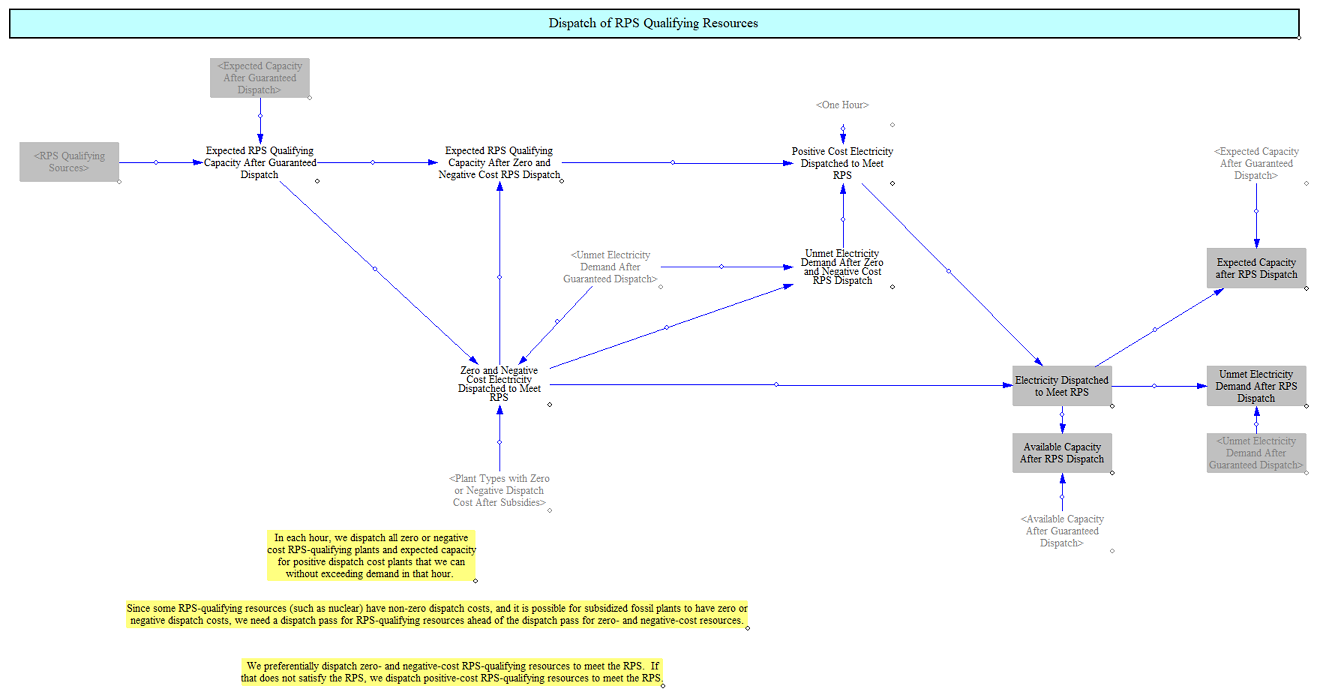 Dispatch of RPS Qualifying Resources
<Expected Capacity
After Guaranteed
Dispatch>
<One Hour>
<RPS Qualifying
Sources>
Expected RPS Qualifying
Capacity After Guaranteed
Dispatch
Expected RPS Qualifying
Capacity After Zero and
Negative Cost RPS Dispatch
Positive Cost Electricity
Dispatched to Meet
RPS
<Expected Capacity
After Guaranteed
Dispatch>
<Unmet Electricity
Demand After
Guaranteed Dispatch>
Unmet Electricity
Demand After Zero
and Negative Cost
RPS Dispatch
Expected Capacity
after RPS Dispatch
Zero and Negative
Cost Electricity
Dispatched to Meet
RPS
Electricity Dispatched
to Meet RPS
Unmet Electricity
Demand After RPS
Dispatch
Available Capacity
After RPS Dispatch
<Unmet Electricity
Demand After
Guaranteed Dispatch>
<Plant Types with Zero
or Negative Dispatch
Cost After Subsidies>
<Available Capacity
After Guaranteed
Dispatch>
In each hour, we dispatch all zero or negative
cost RPS-qualifying plants and expected capacity
for positive dispatch cost plants that we can
without exceeding demand in that hour.
Since some RPS-qualifying resources (such as nuclear) have non-zero dispatch costs, and it is possible for subsidized fossil plants to have zero or
negative dispatch costs, we need a dispatch pass for RPS-qualifying resources ahead of the dispatch pass for zero- and negative-cost resources.
We preferentially dispatch zero- and negative-cost RPS-qualifying resources to meet the RPS.  If
that does not satisfy the RPS, we dispatch positive-cost RPS-qualifying resources to meet the RPS.